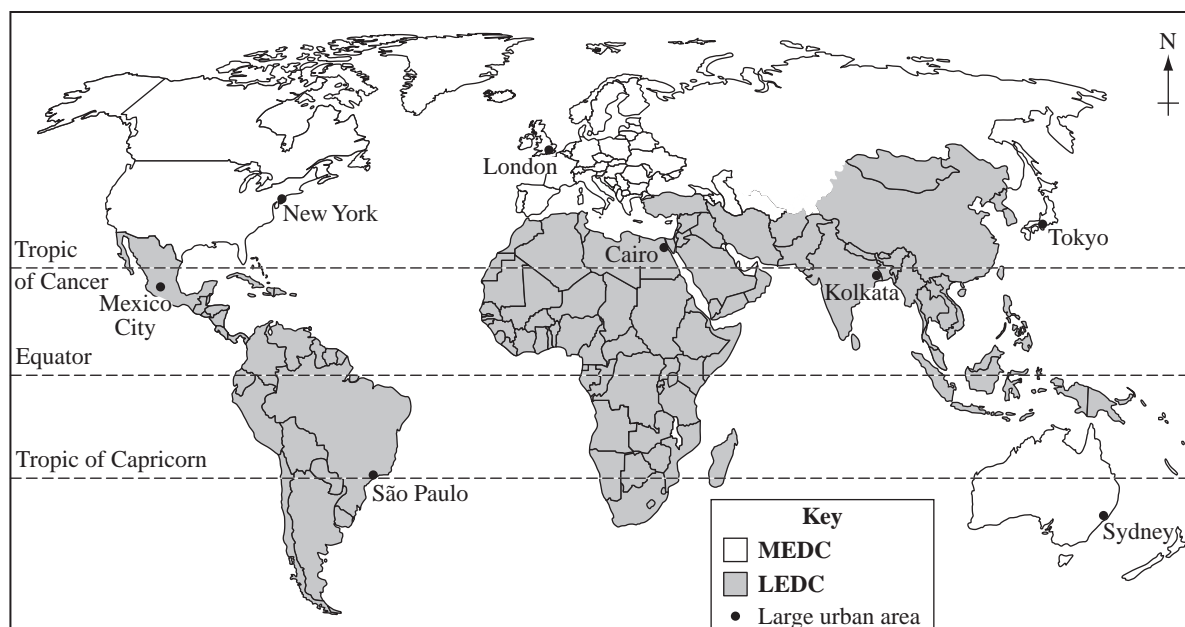 N
London
New York
Tokyo
Tropic
of Cancer
Cairo
Kolkata
Mexico
City
Equator
Tropic of Capricorn
São Paulo
Sydney
Key
MEDC
LEDC
Large urban area